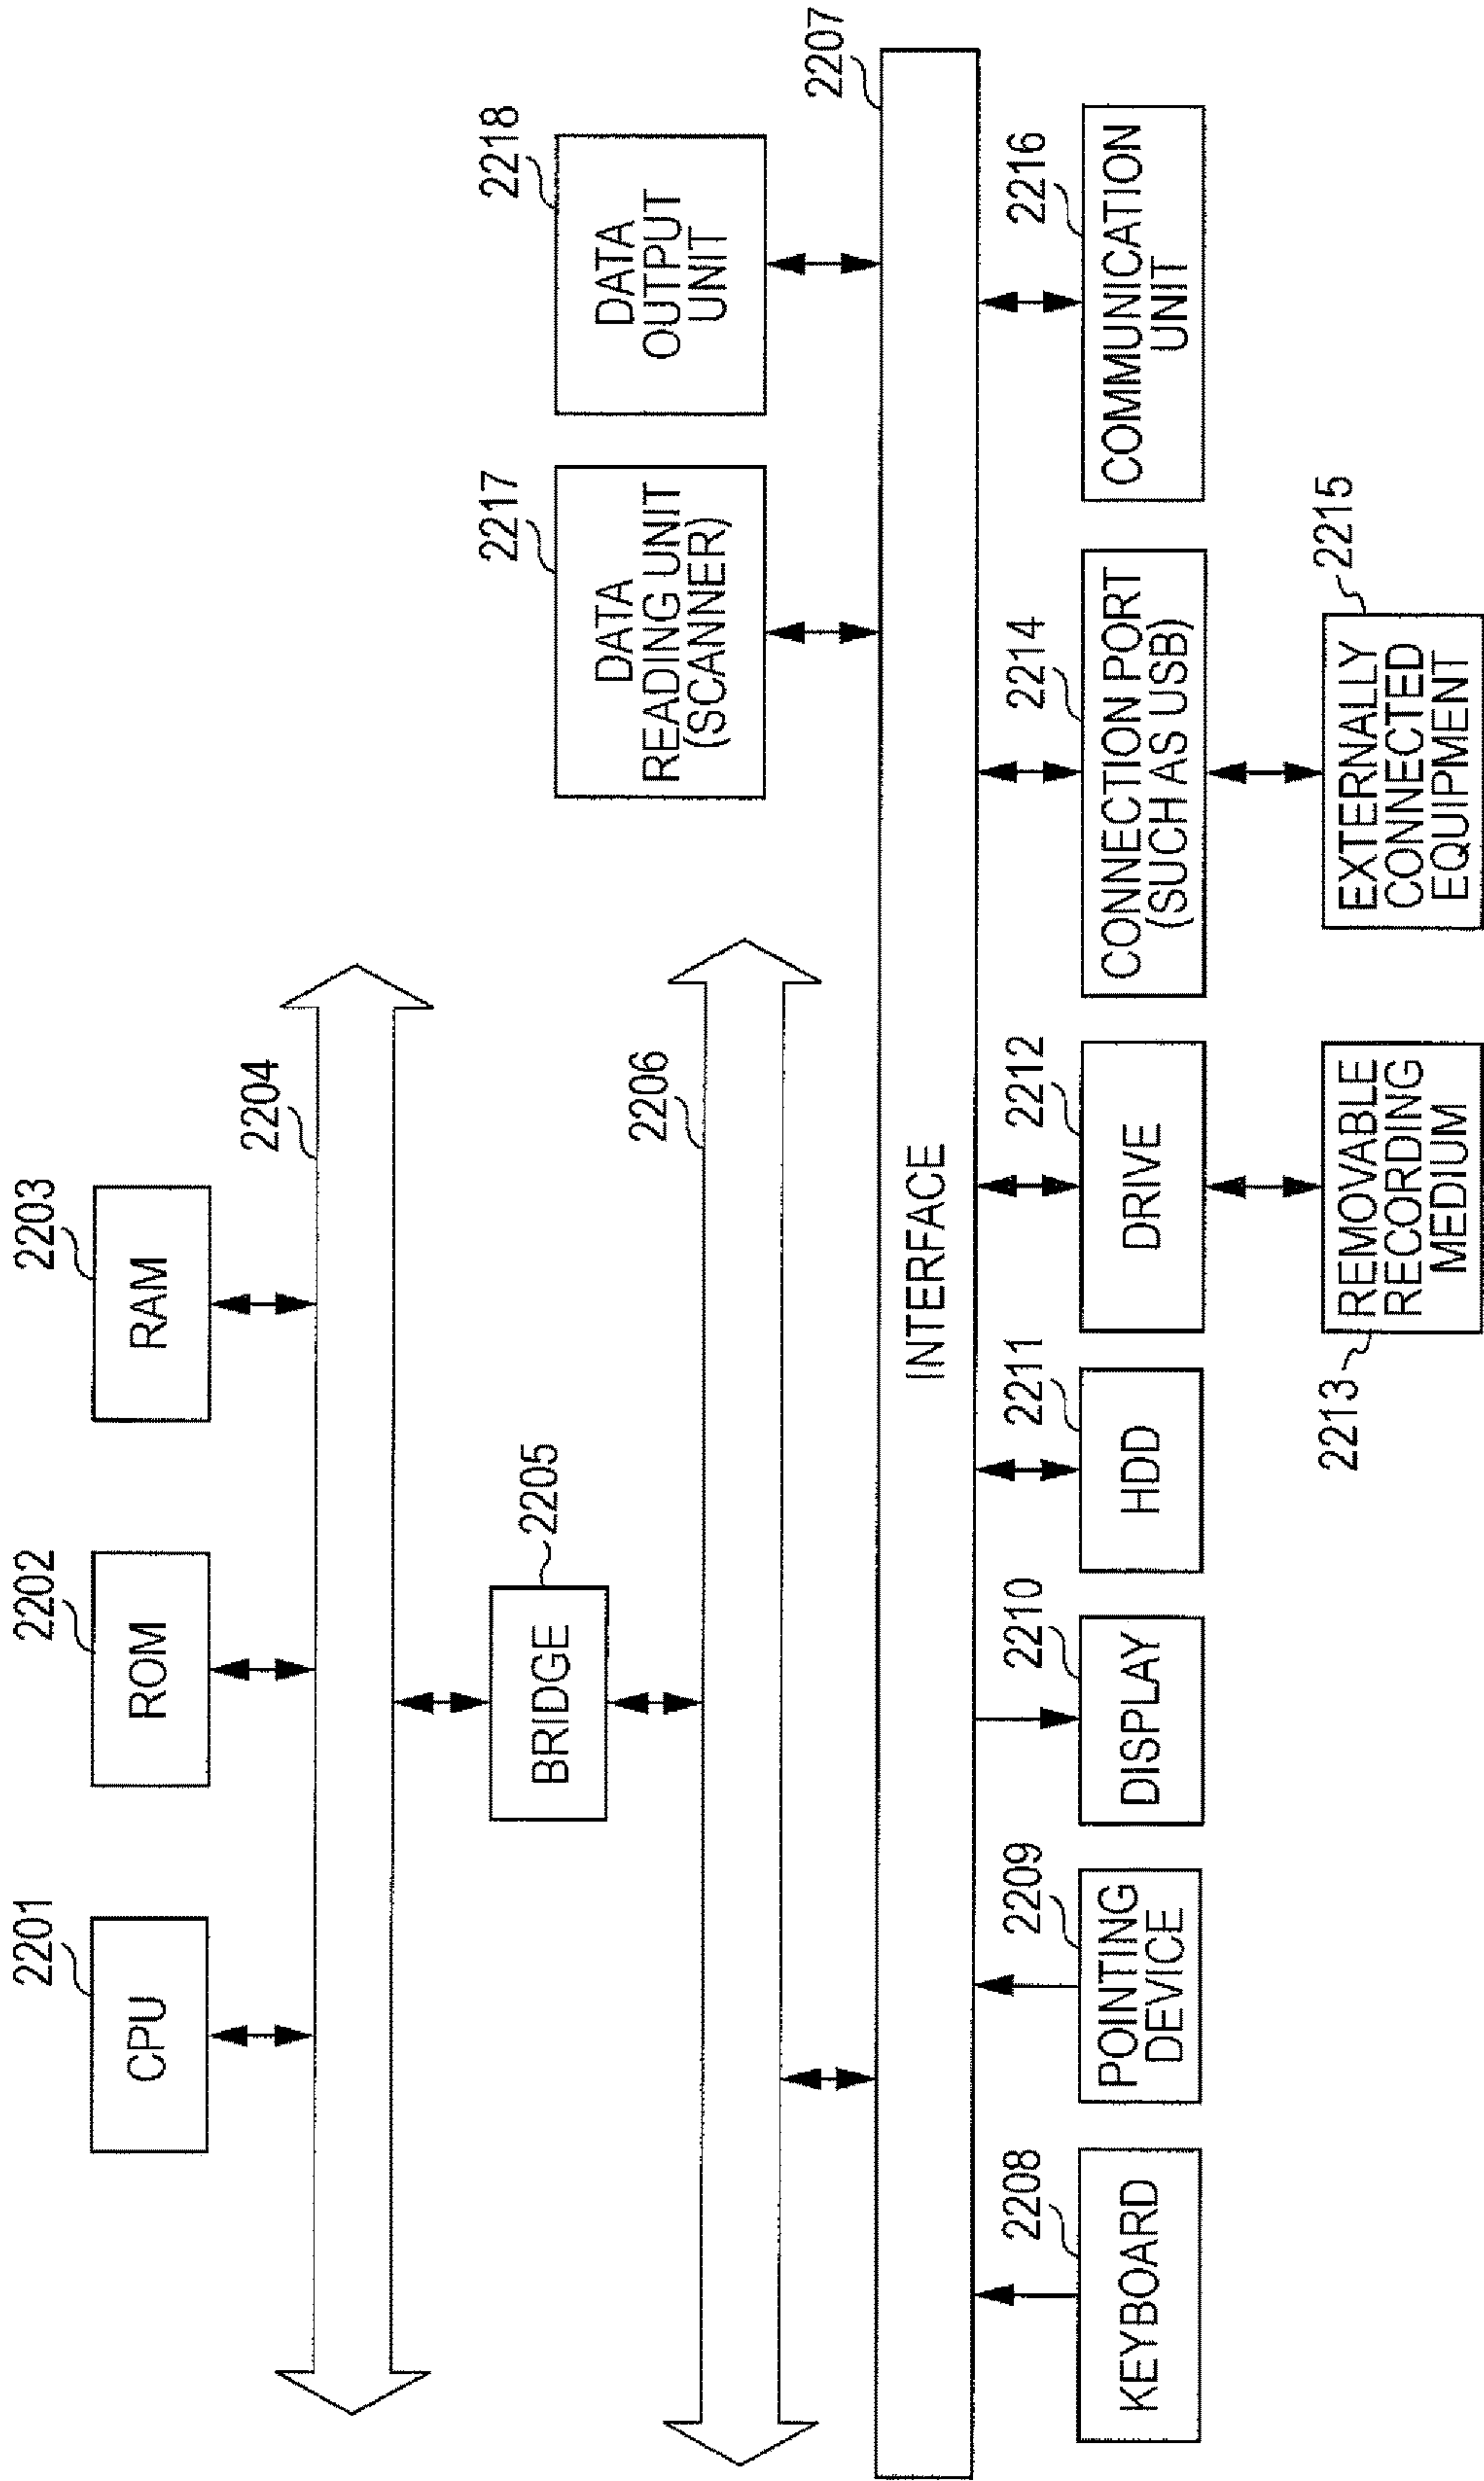 2201
CPU
2202
ROM
2203
RAM
2204
2205
BRIDGE
2206
2217
DATA
READING UNIT
(SCANNER)
2218
DATA
OUTPUT
UNIT
2207
INTERFACE
2208
KEYBOARD
2209
POINTING
DEVICE
2210
DISPLAY
2211
HDD
2212
DRIVE
2214
CONNECTION PORT
(SUCH AS USB)
2216
COMMUNICATION
UNIT
2213
REMOVABLE
RECORDING
MEDIUM
2215
EXTERNALLY
CONNECTED
EQUIPMENT